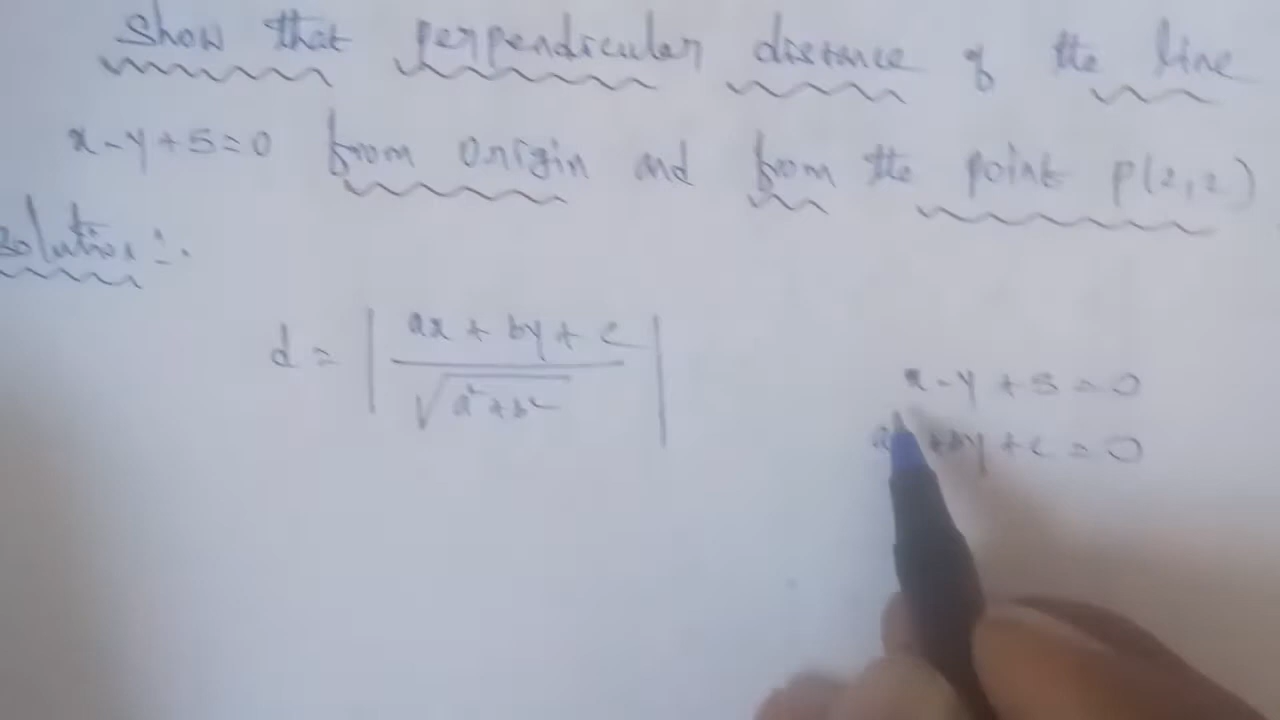 Show that perpendicular distance of the line
x-y+5=0 from origin and from the point P(2,2)
Solution:-
d = | ax + by + c / √a²+b² |
x-y+5=0
a +by+c=0